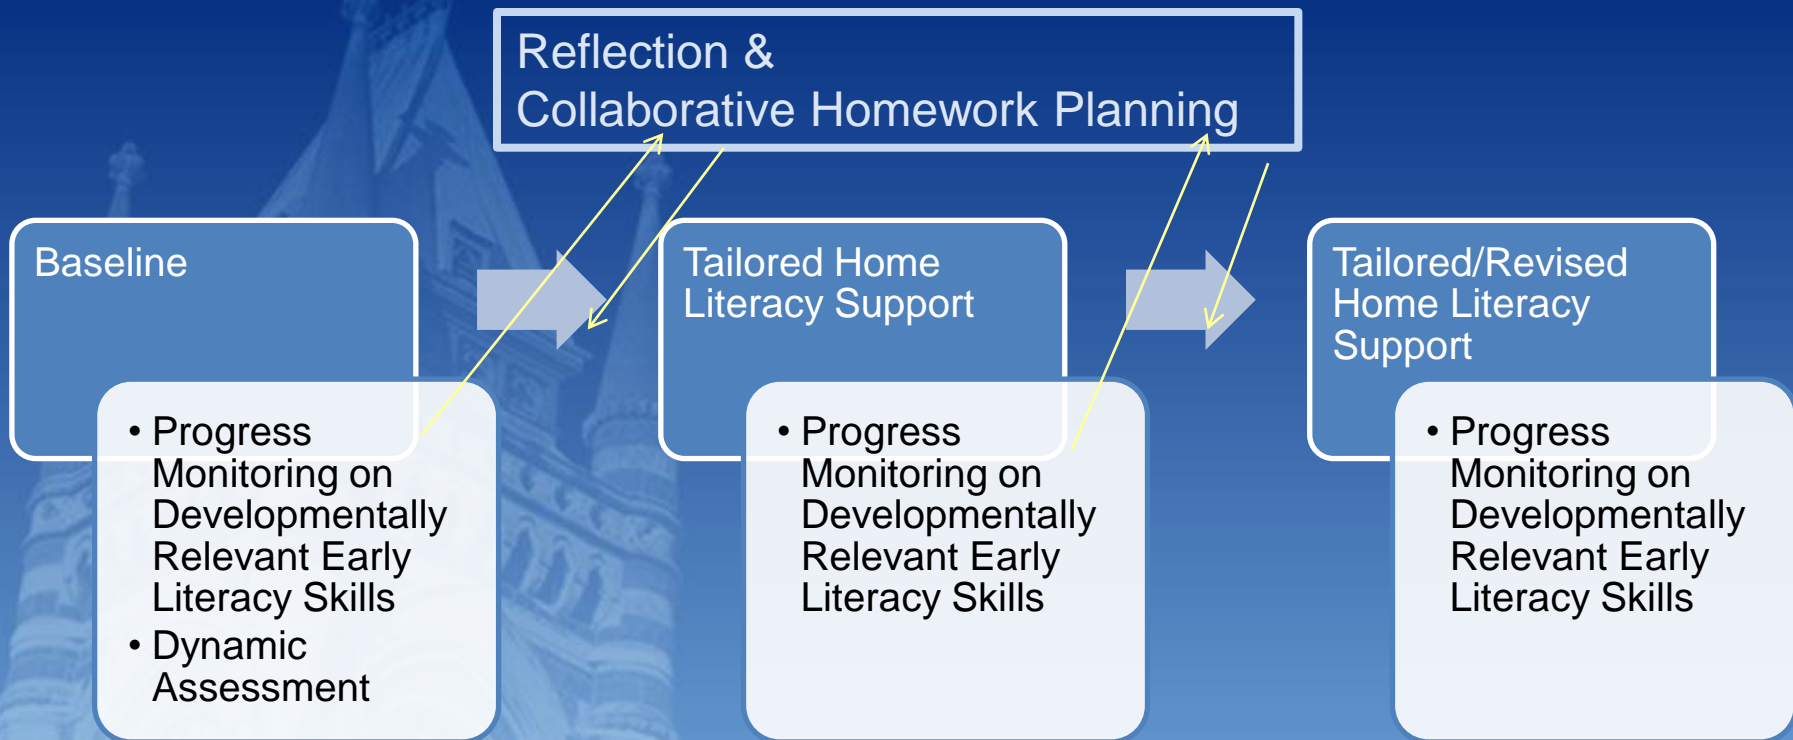 Reflection &
Collaborative Homework Planning
Baseline
• Progress
Monitoring on
Developmentally
Relevant Early
Literacy Skills
• Dynamic
Assessment
Tailored Home
Literacy Support
• Progress
Monitoring on
Developmentally
Relevant Early
Literacy Skills
Tailored/Revised
Home Literacy
Support
• Progress
Monitoring on
Developmentally
Relevant Early
Literacy Skills